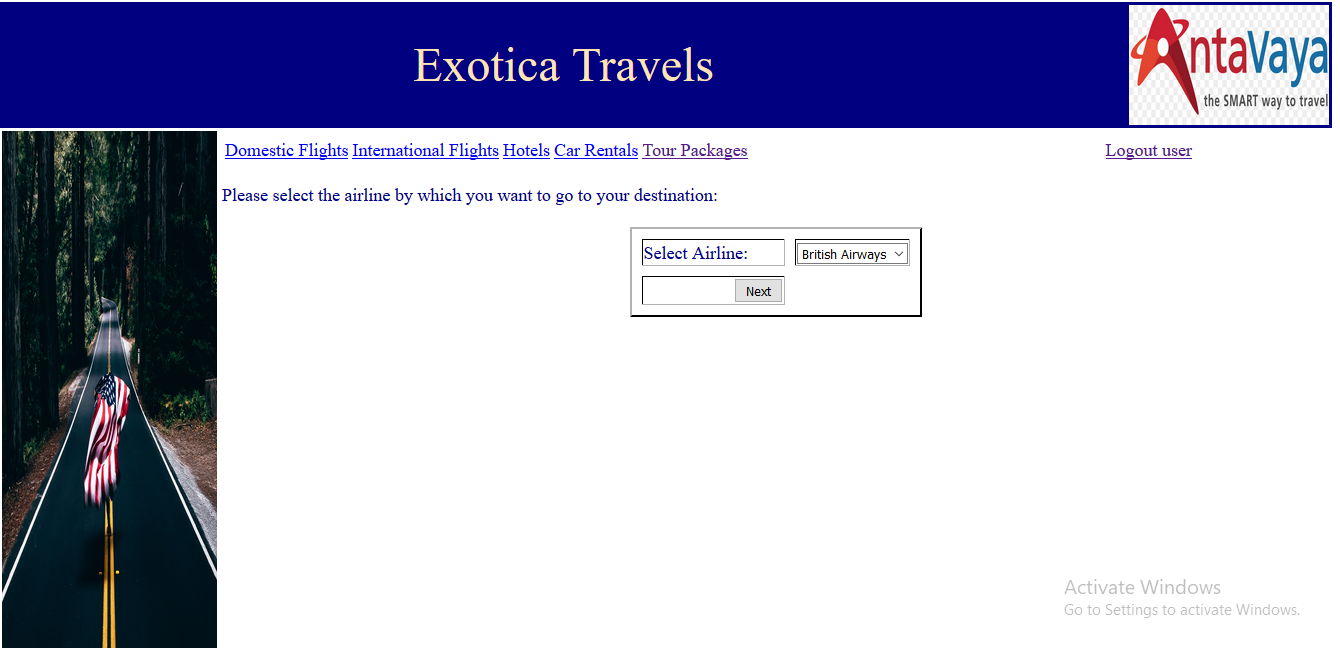 Exotica Travels
AntaVaya
the SMART way to travel
Domestic Flights International Flights Hotels Car Rentals Tour Packages Logout user
Please select the airline by which you want to go to your destination:
Select Airline: British Airways
Next
Activate Windows
Go to Settings to activate Windows.